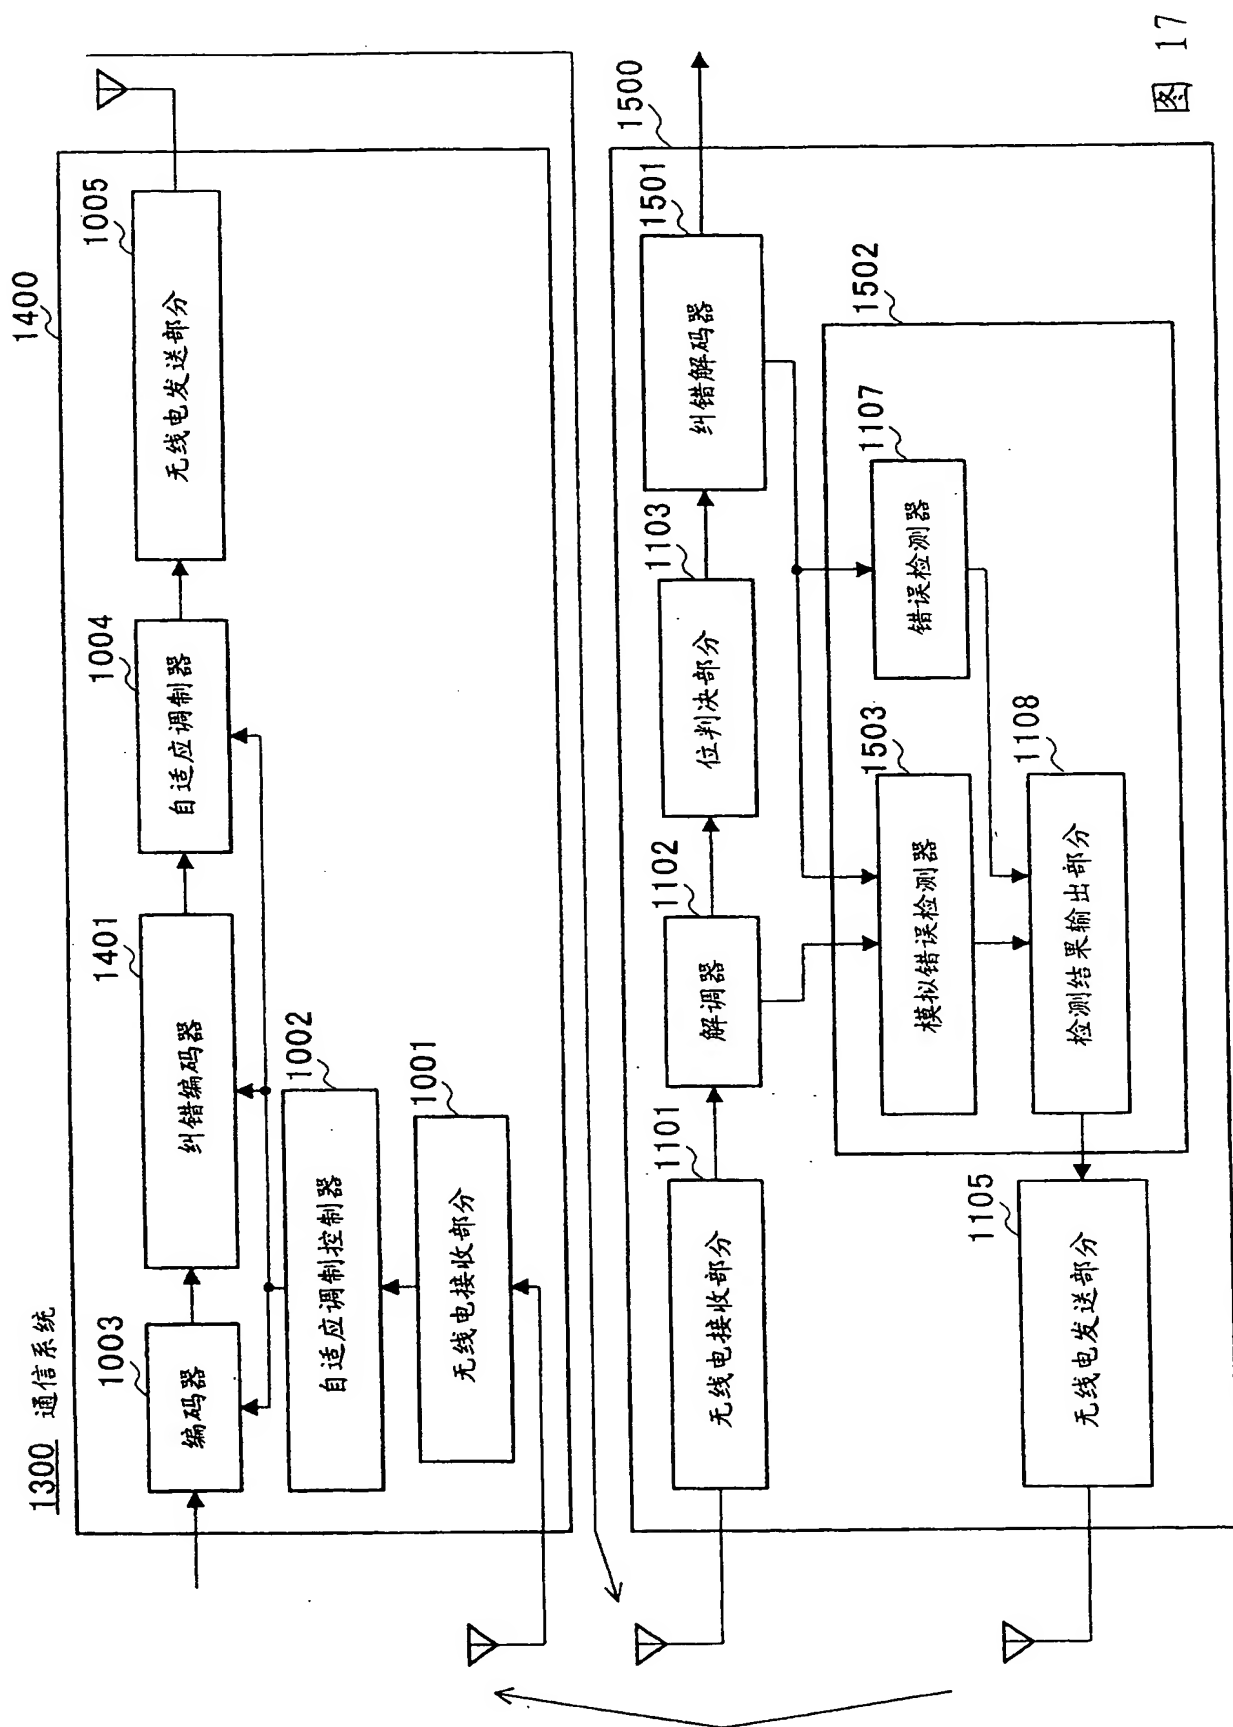 1300 通信系统
1400
1003
编码器
1401
纠错编码器
1004
自适应调制器
1005
无线电发送部分
1002
自适应调制控制器
1001
无线电接收部分
1500
1101
无线电接收部分
1102
解调器
1103
位判决部分
1501
纠错解码器
1502
1503
模拟错误检测器
1107
错误检测器
1108
检测结果输出部分
1105
无线电发送部分
图 17